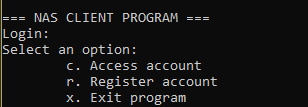 === NAS CLIENT PROGRAM ===
Login:
Select an option:
c. Access account
r. Register account
x. Exit program